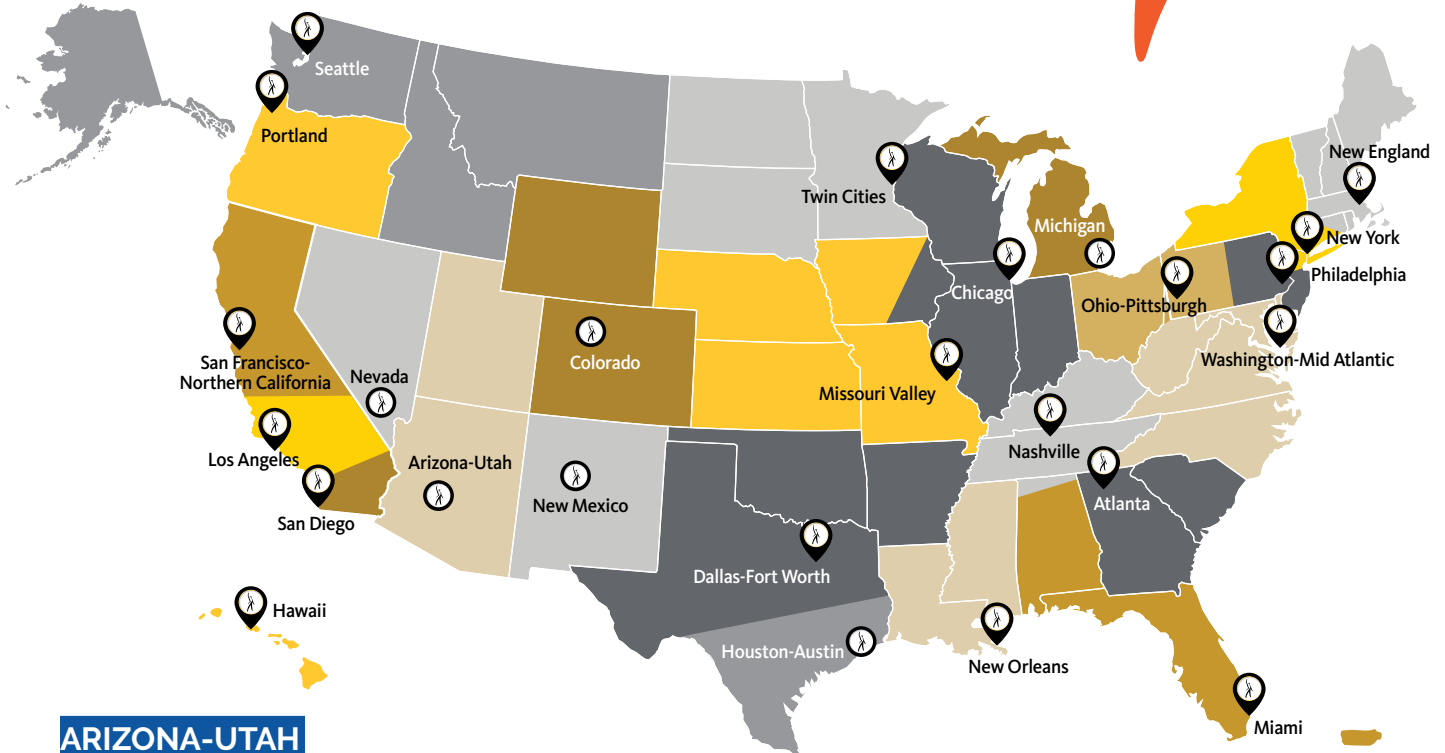 Seattle
Portland
New England
Twin Cities
Michigan
New York
Philadelphia
Chicago
Ohio-Pittsburgh
San Francisco-
Northern California
Nevada
Colorado
Washington-Mid Atlantic
Missouri Valley
Los Angeles
Arizona-Utah
Nashville
New Mexico
Atlanta
San Diego
Dallas-Fort Worth
Hawaii
Houston-Austin
New Orleans
Miami
ARIZONA-UTAH